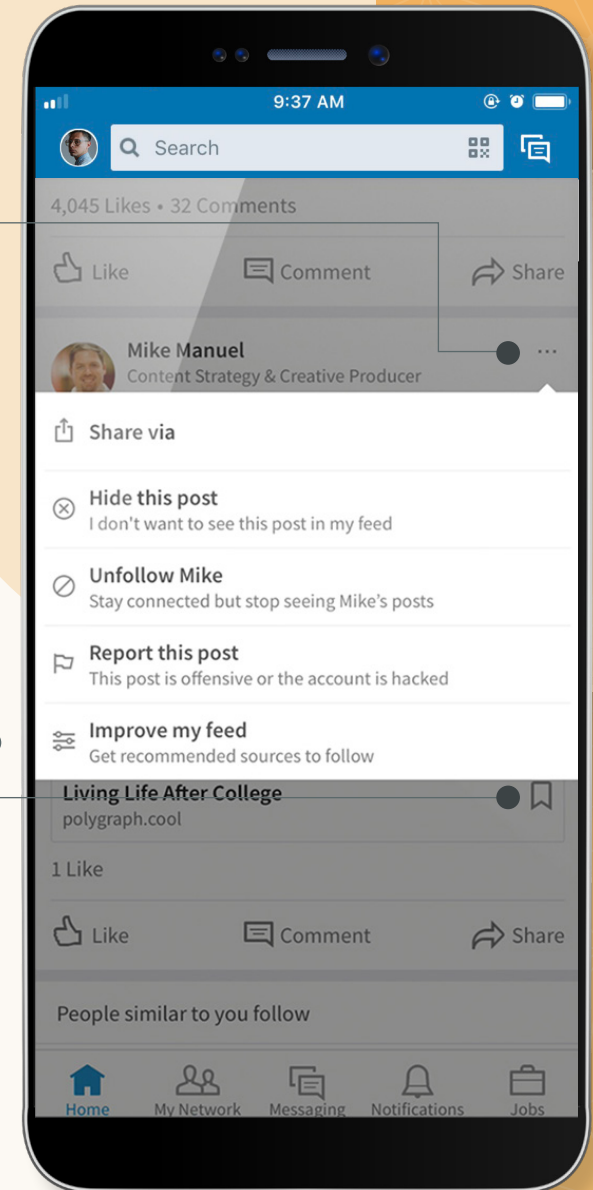 9:37 AM
Search
4,045 Likes • 32 Comments
Like
Comment
Share
Mike Manuel
...
Content Strategy & Creative Producer
Share via
Hide this post
I don't want to see this post in my feed
Unfollow Mike
Stay connected but stop seeing Mike’s posts
Report this post
This post is offensive or the account is hacked
Improve my feed
Get recommended sources to follow
Living Life After College
polygraph.cool
1 Like
Like
Comment
Share
People similar to you follow
Home
My Network
Messaging
Notifications
Jobs